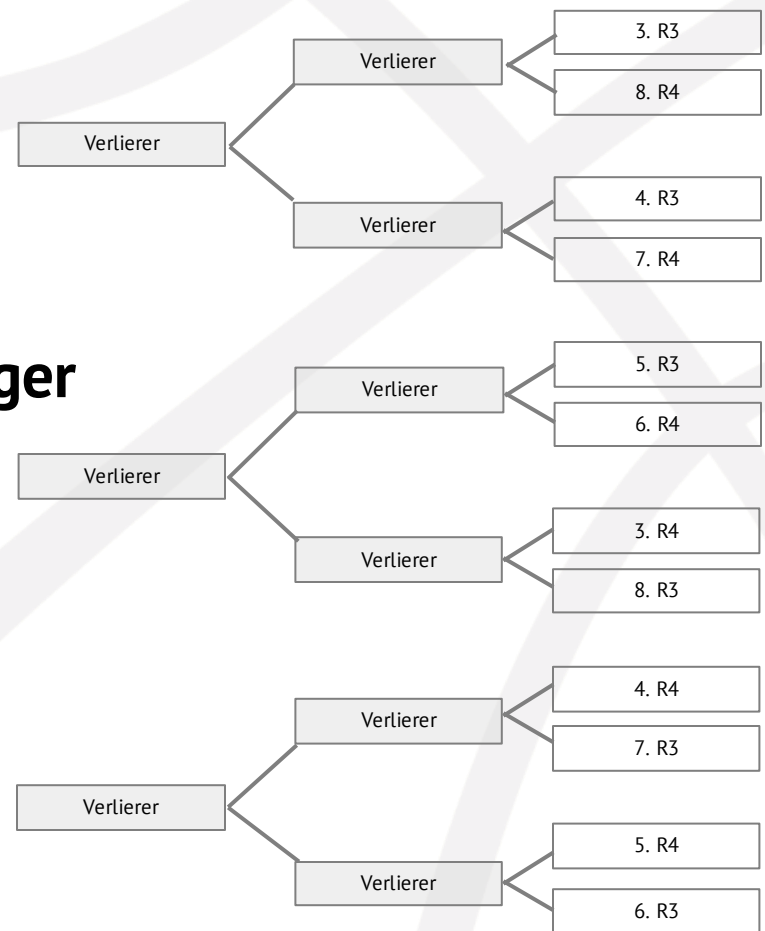 3. R3
Verlierer
8. R4
Verlierer
4. R3
Verlierer
7. R4
5. R3
ger
Verlierer
6. R4
Verlierer
3. R4
Verlierer
8. R3
4. R4
Verlierer
7. R3
Verlierer
5. R4
Verlierer
6. R3